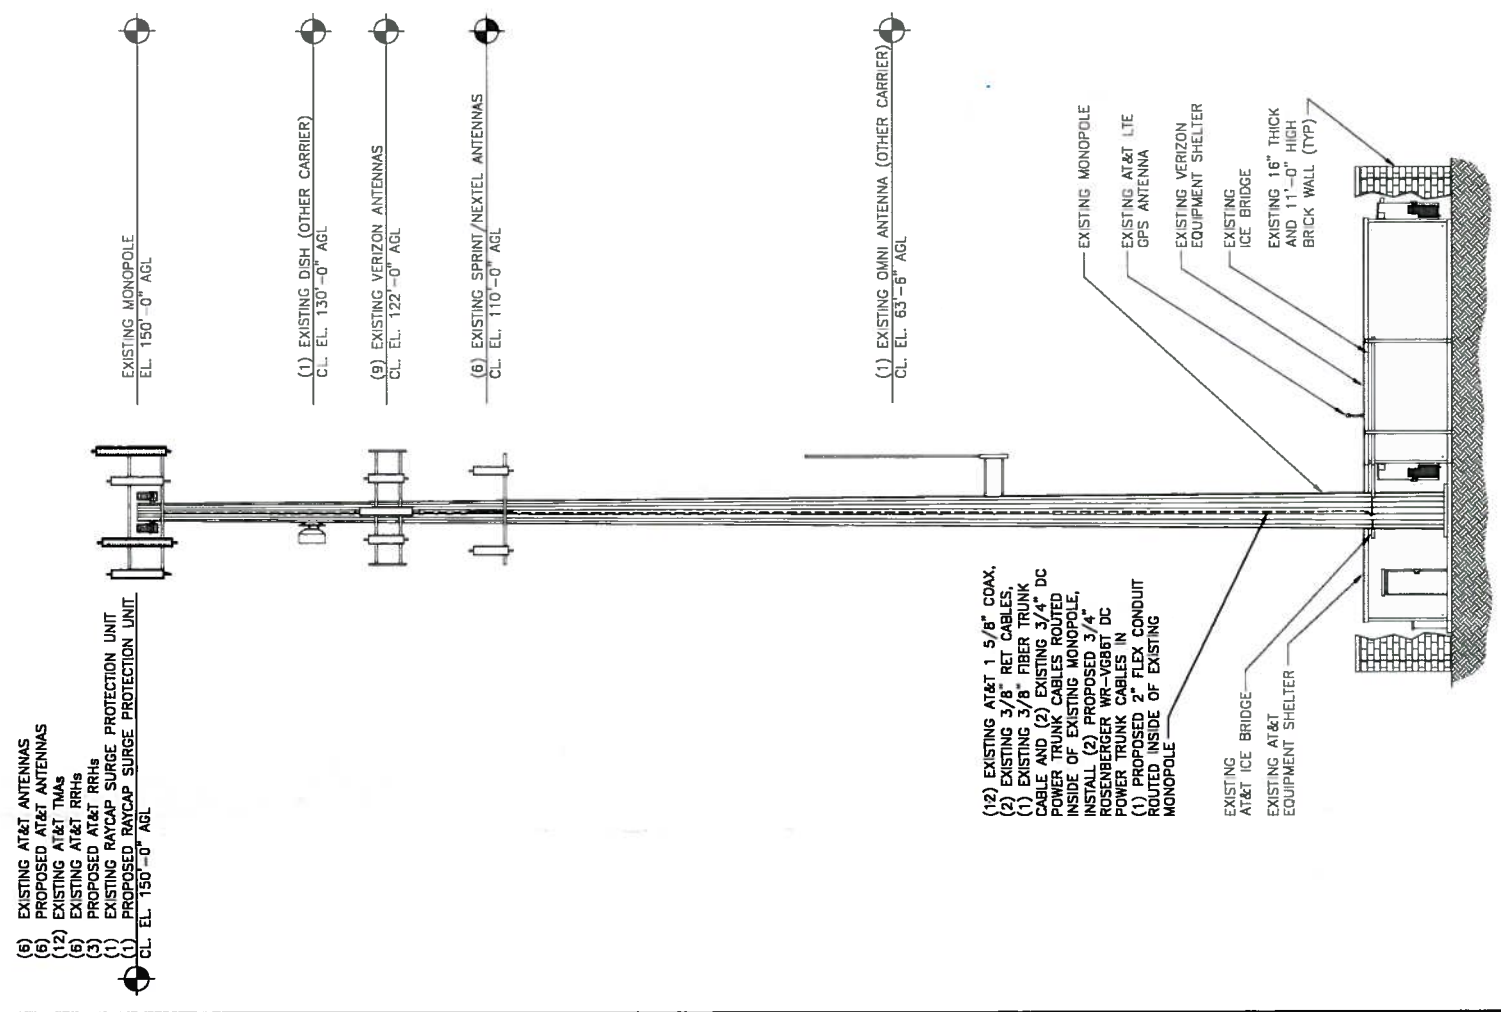 (6) EXISTING AT&T ANTENNAS
(6) PROPOSED AT&T ANTENNAS
(12) EXISTING AT&T TMAs
(6) EXISTING AT&T RRHs
(3) PROPOSED AT&T RRHs
(1) EXISTING RAYCAP SURGE PROTECTION UNIT
(1) PROPOSED RAYCAP SURGE PROTECTION UNIT
CL. EL. 150'-0" AGL
EXISTING MONOPOLE
EL. 150'-0" AGL
(1) EXISTING DISH (OTHER CARRIER)
CL. EL. 130'-0" AGL
(9) EXISTING VERIZON ANTENNAS
CL. EL. 122'-0" AGL
(6) EXISTING SPRINT/NEXTEL ANTENNAS
CL. EL. 110'-0" AGL
(1) EXISTING OMNI ANTENNA (OTHER CARRIER)
CL. EL. 63'-6" AGL
(12) EXISTING AT&T 1 5/8" COAX,
(2) EXISTING 3/8" RET CABLES,
(1) EXISTING 3/8" FIBER TRUNK
CABLE AND (2) EXISTING 3/4" DC
POWER TRUNK CABLES ROUTED
INSIDE OF EXISTING MONOPOLE,
INSTALL (2) PROPOSED 3/4"
ROSENBERGER WR-VG86T DC
POWER TRUNK CABLES IN
(1) PROPOSED 2" FLEX CONDUIT
ROUTED INSIDE OF EXISTING
MONOPOLE
EXISTING
AT&T ICE BRIDGE
EXISTING AT&T
EQUIPMENT SHELTER
EXISTING MONOPOLE
EXISTING AT&T LTE
GPS ANTENNA
EXISTING VERIZON
EQUIPMENT SHELTER
EXISTING
ICE BRIDGE
EXISTING 16" THICK
AND 11'-0" HIGH
BRICK WALL (TYP)